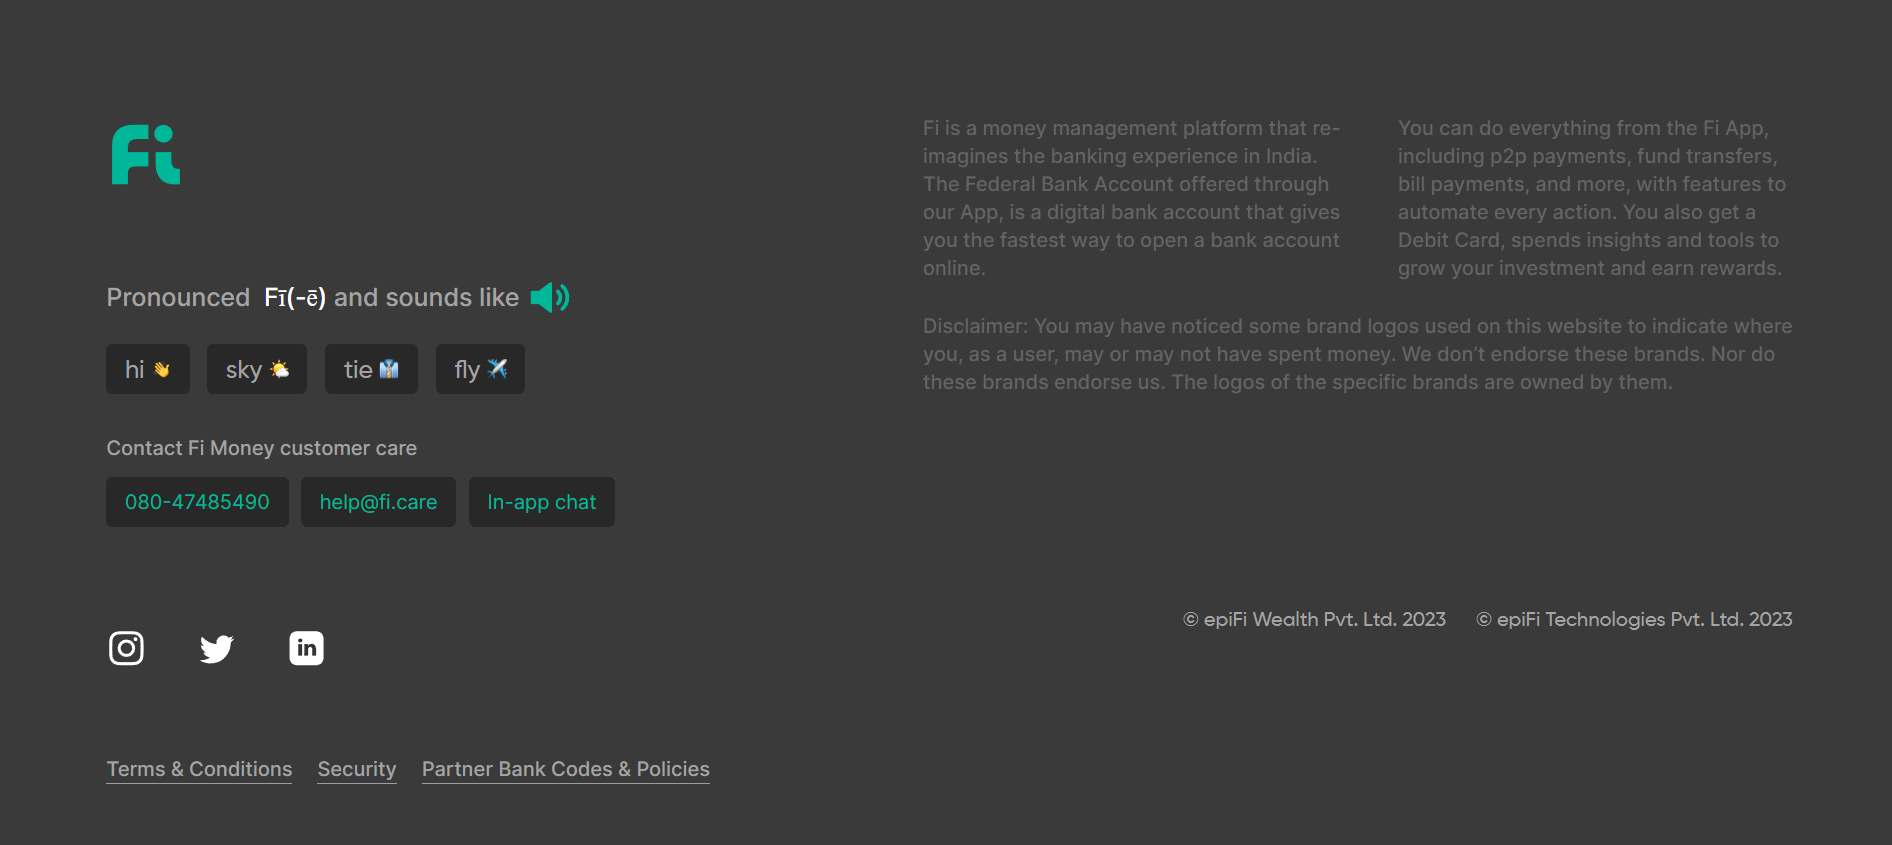 Fi
Pronounced Fī(-ē) and sounds like
hi 👋
sky 🌤️
tie 👔
fly ✈️
Contact Fi Money customer care
080-47485490
help@fi.care
In-app chat
in
Terms & Conditions
Security
Partner Bank Codes & Policies
Fi is a money management platform that re-
imagines the banking experience in India.
The Federal Bank Account offered through
our App, is a digital bank account that gives
you the fastest way to open a bank account
online.
You can do everything from the Fi App,
including p2p payments, fund transfers,
bill payments, and more, with features to
automate every action. You also get a
Debit Card, spends insights and tools to
grow your investment and earn rewards.
Disclaimer: You may have noticed some brand logos used on this website to indicate where
you, as a user, may or may not have spent money. We don’t endorse these brands. Nor do
these brands endorse us. The logos of the specific brands are owned by them.
© epiFi Wealth Pvt. Ltd. 2023
© epiFi Technologies Pvt. Ltd. 2023